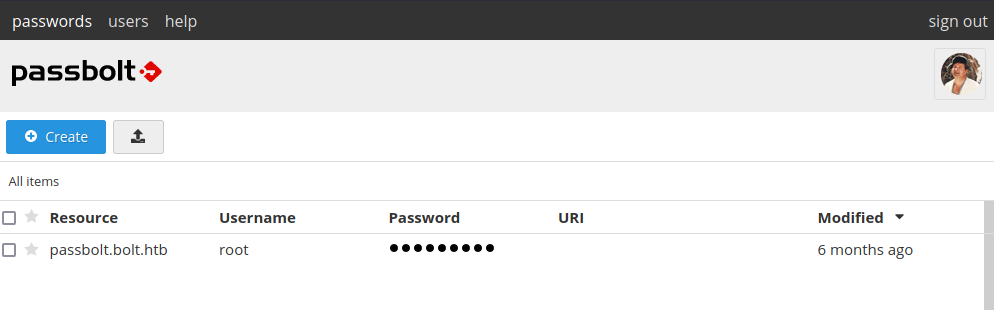 passwords users help sign out
passbolt
Create
All items
Resource Username Password URI Modified
passbolt.bolt.htb root ●●●●●●●●● 6 months ago